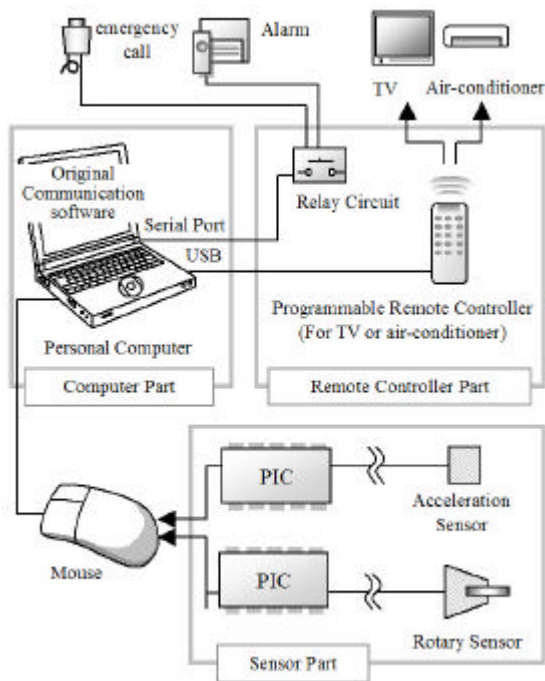 emergency
call
Alarm
TV
Air-conditioner
Original
Communication
software
Serial Port
USB
Personal Computer
Computer Part
Relay Circuit
Programmable Remote Controller
(For TV or air-conditioner)
Remote Controller Part
Mouse
PIC
Acceleration
Sensor
PIC
Rotary Sensor
Sensor Part